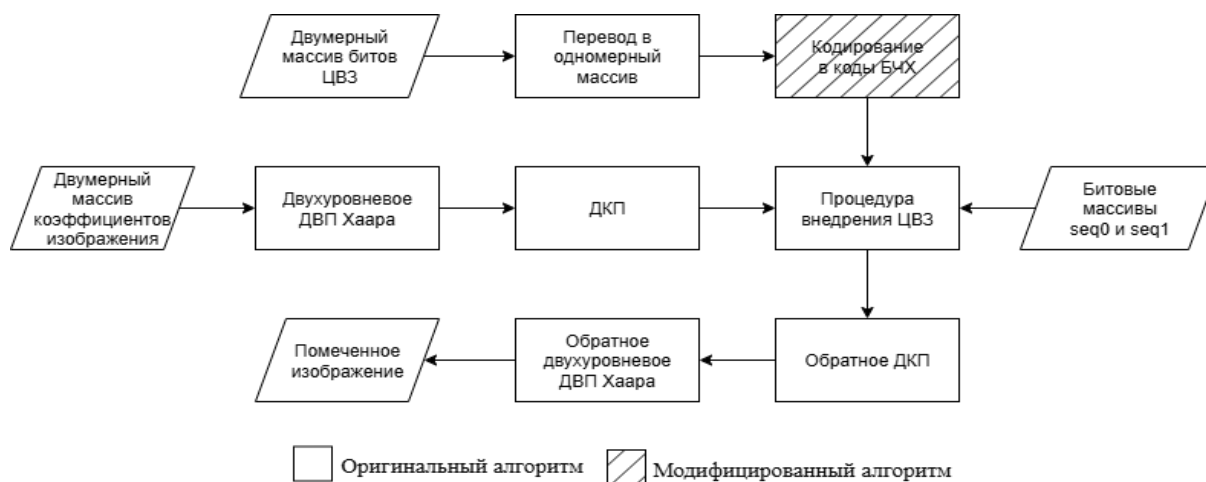 Двумерный
массив битов
ЦВЗ
Перевод в
одномерный
массив
Кодирование
в коды БЧХ
Двумерный
массив
коэффициентов
изображения
Двухуровневое
ДВП Хаара
ДКП
Процедура
внедрения ЦВЗ
Битовые
массивы
seq0 и seq1
Помеченное
изображение
Обратное
двухуровневое
ДВП Хаара
Обратное ДКП
Оригинальный алгоритм
Модифицированный алгоритм